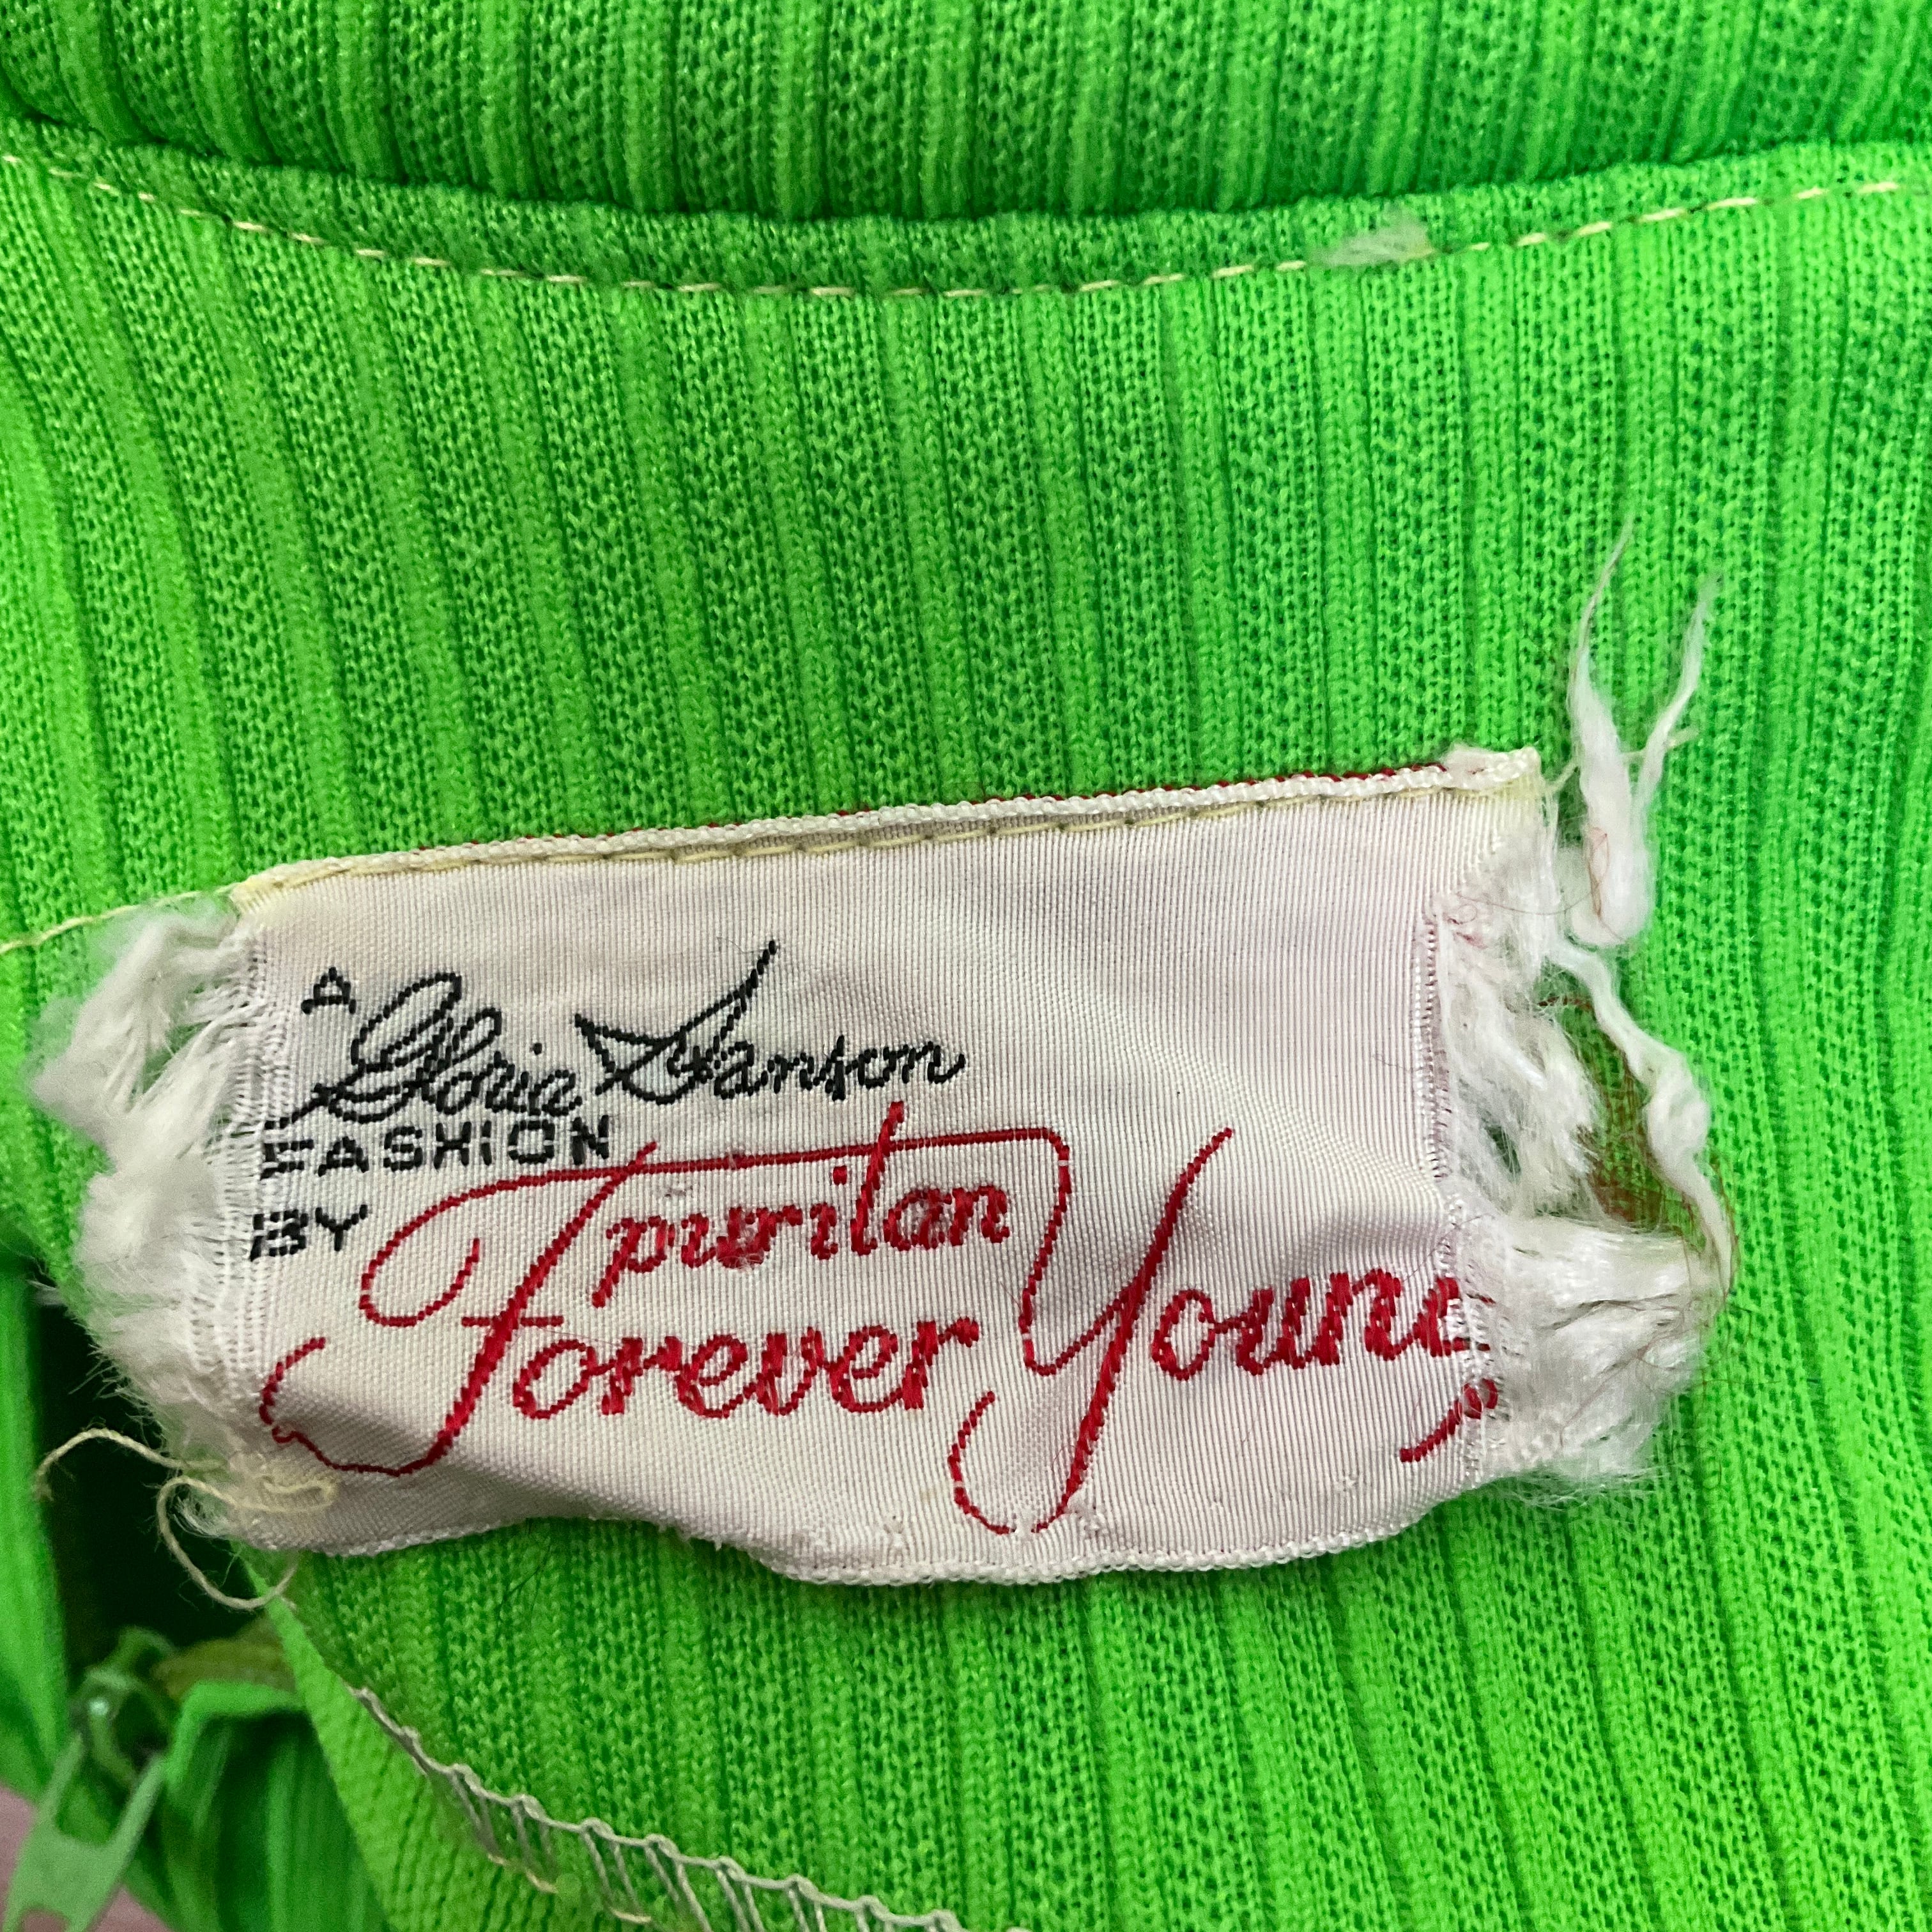 A Gloria Swanson
FASHION
BY puritan
Forever Young